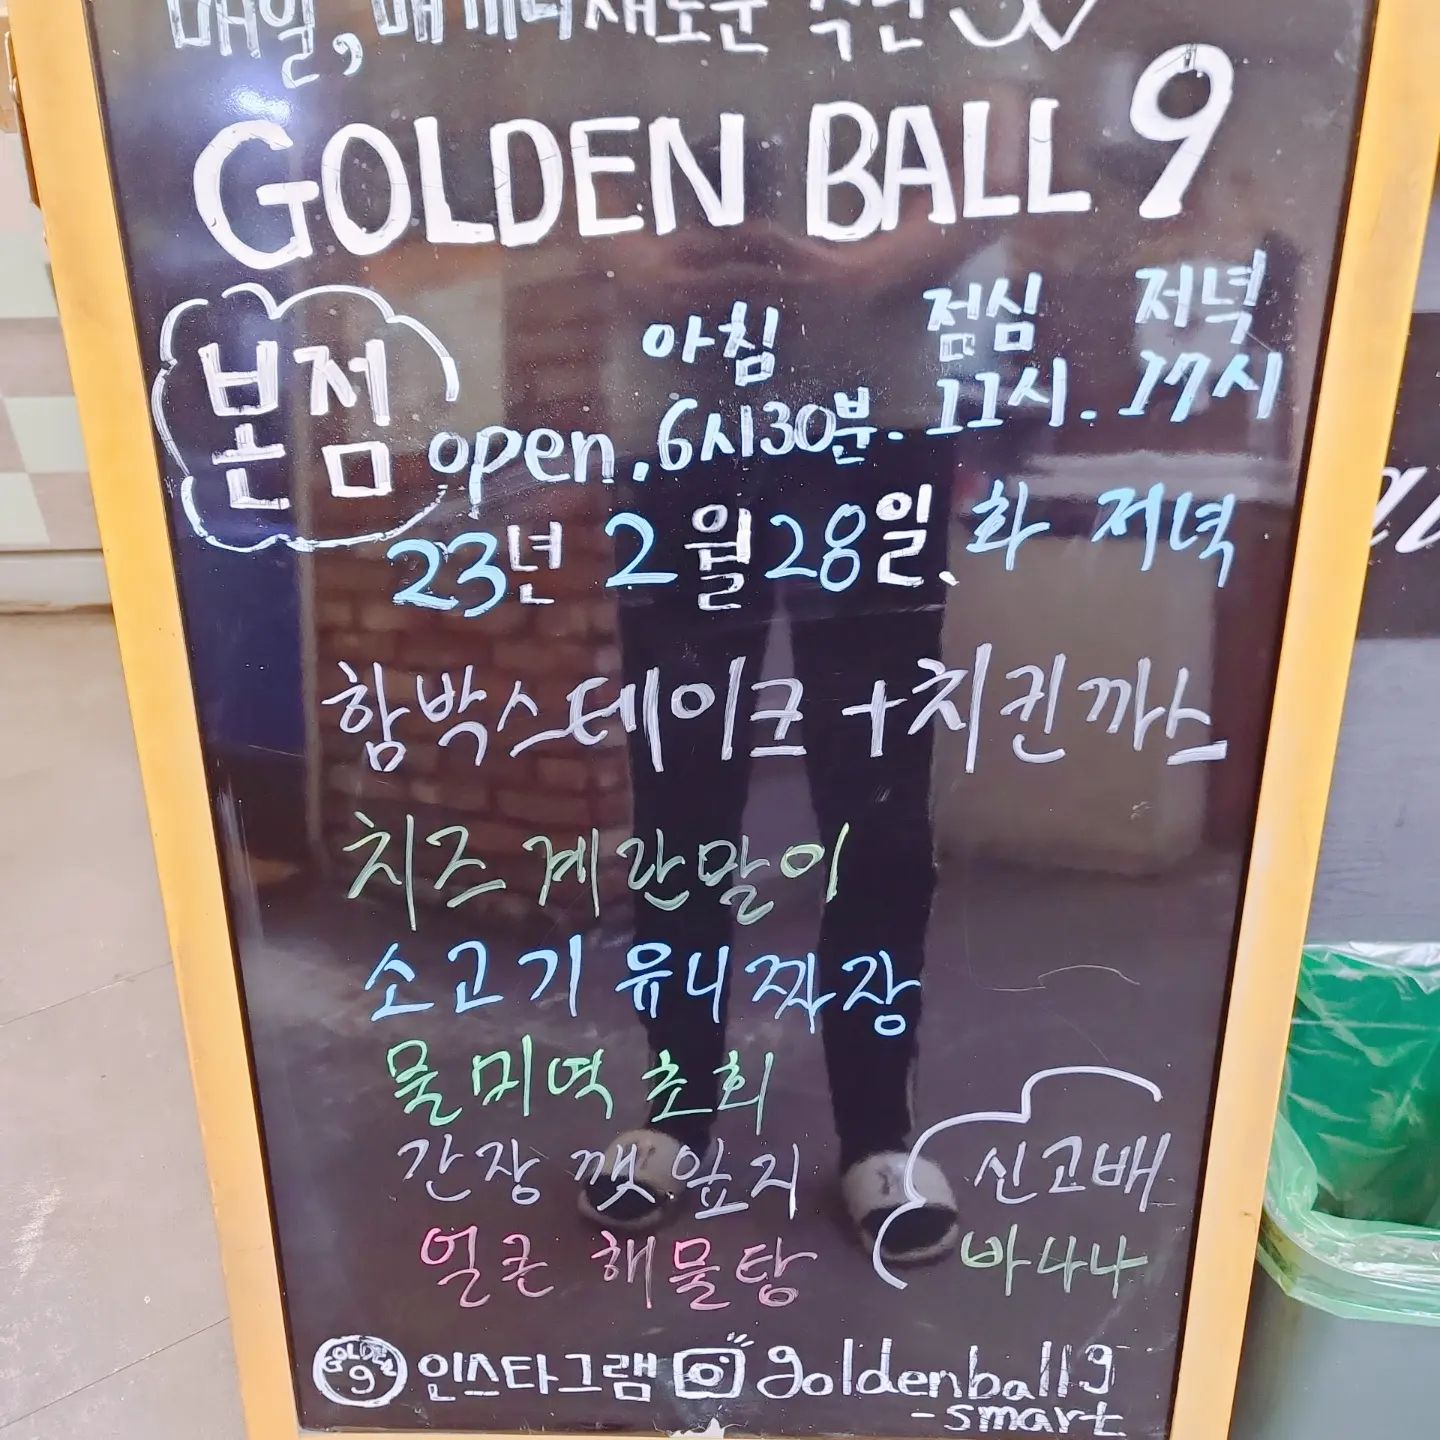 매일, 매끼니 새로운 식단
GOLDEN BALL 9
본점
아침 점심 저녁
open. 6시30분. 11시. 17시
23년 2월 28일. 화 저녁
함박스테이크 + 치킨까스
치즈 계란말이
소고기 유니짜장
물미역 초회
간장 깻잎지
얼큰 해물탕
신고배
바나나
GOLDEN 9 인스타그램 goldenball9
-smart